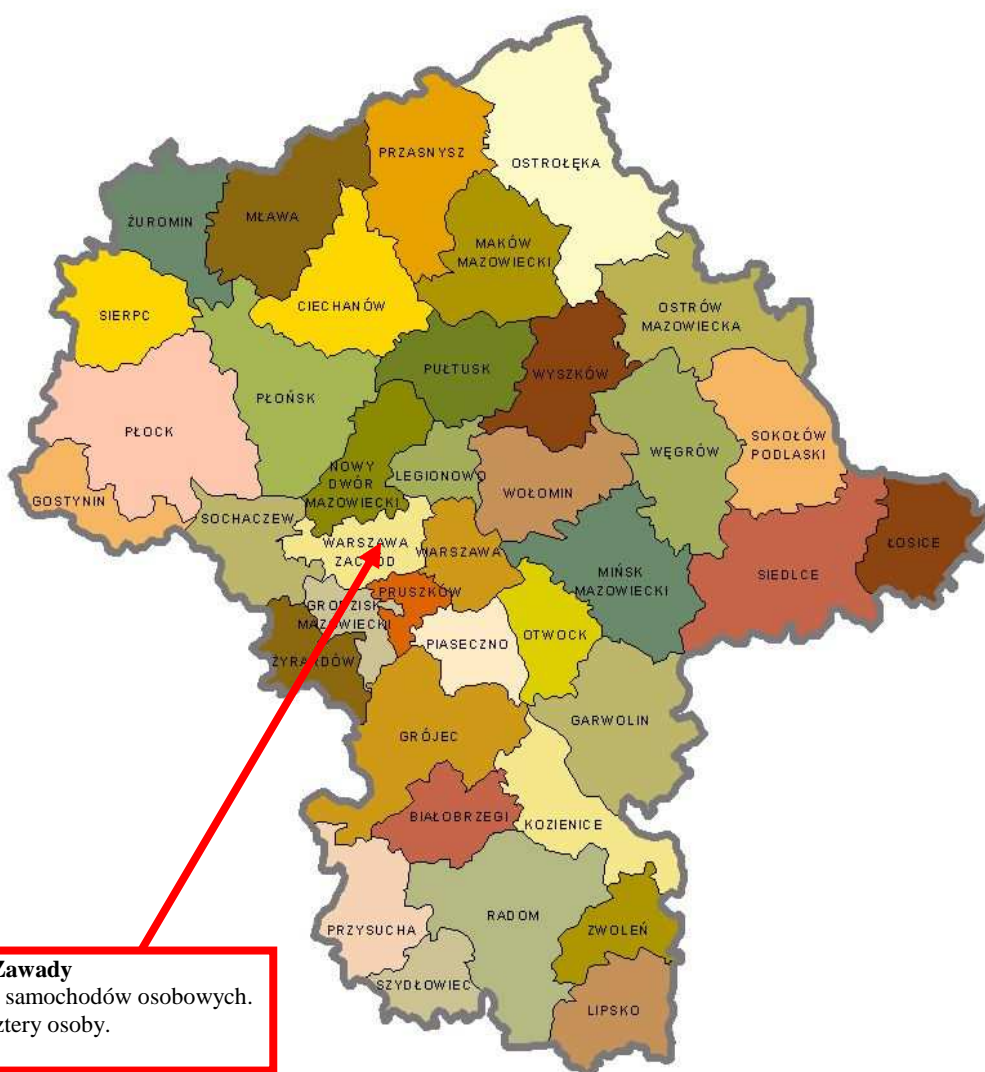 PRZASNYSZ
OSTROŁĘKA
ŻUROMIN
MŁAWA
MAKÓW
MAZOWIECKI
SIERPC
CIECHANÓW
OSTRÓW
MAZOWIECKA
PŁOŃSK
PUŁTUSK
WYSZKÓW
PŁOCK
WĘGRÓW
SOKOŁÓW
PODLASKI
NOWY
DWÓR
MAZOWIECKI
LEGIONOWO
WOŁOMIN
GOSTYNIN
SOCHACZEW
WARSZAWA
ZACHÓD
WARSZAWA
MIŃSK
MAZOWIECKI
SIEDLCE
ŁOSICE
GRODZISK
MAZOWIECKI
PRUSZKÓW
PIASECZNO
OTWOCK
ŻYRARDÓW
GARWOLIN
GRÓJEC
BIAŁOBRZEGI
KOZIENICE
PRZYSUCHA
RADOM
ZWOLEŃ
SZYDŁOWIEC
LIPSKO
Zawady
samochodów osobowych.
ztery osoby.